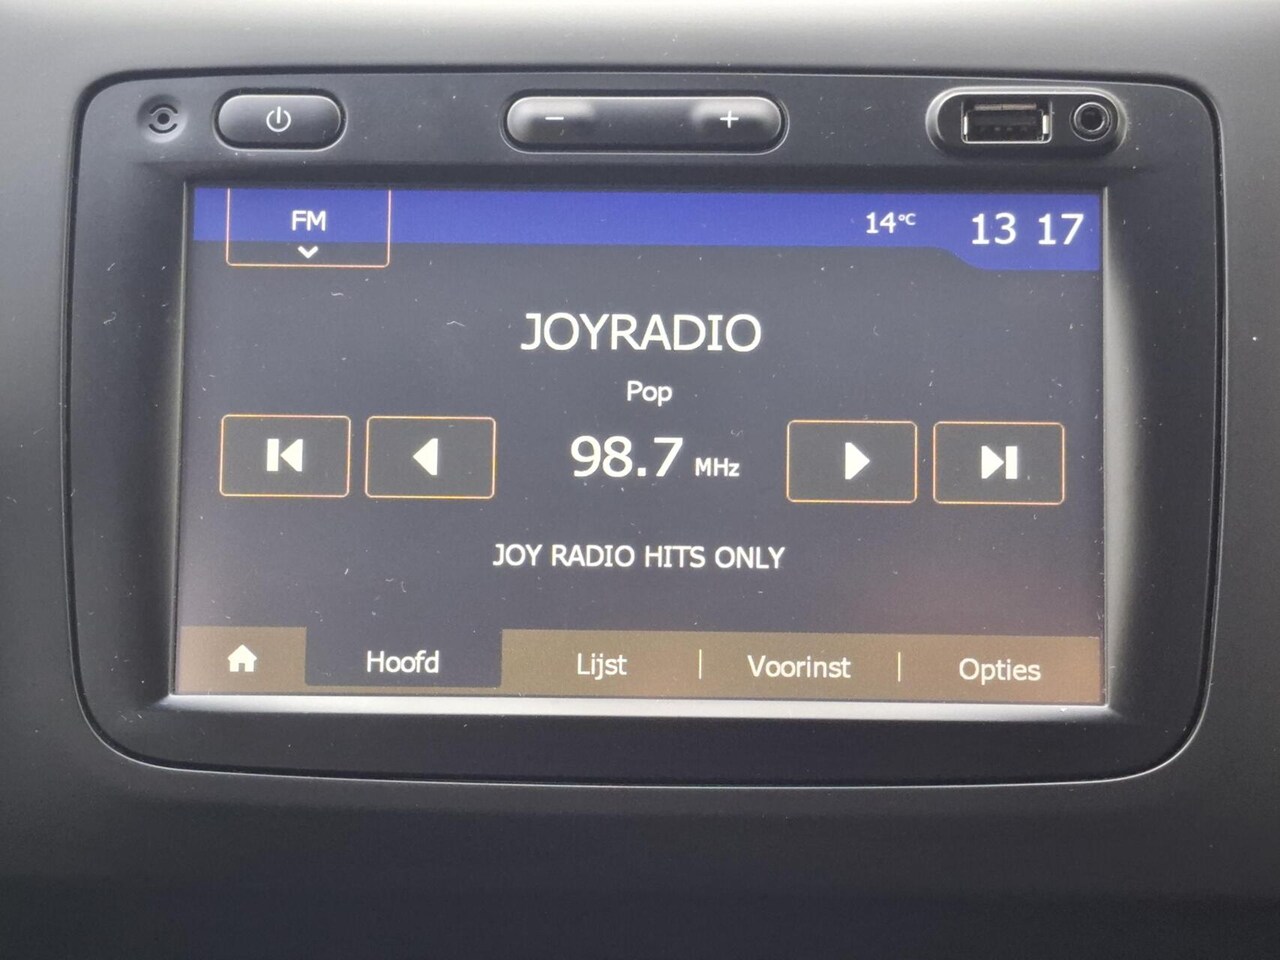 FM
14°C
13 17
JOYRADIO
Pop
98.7 MHz
JOY RADIO HITS ONLY
Hoofd
Lijst
Voorinst
Opties